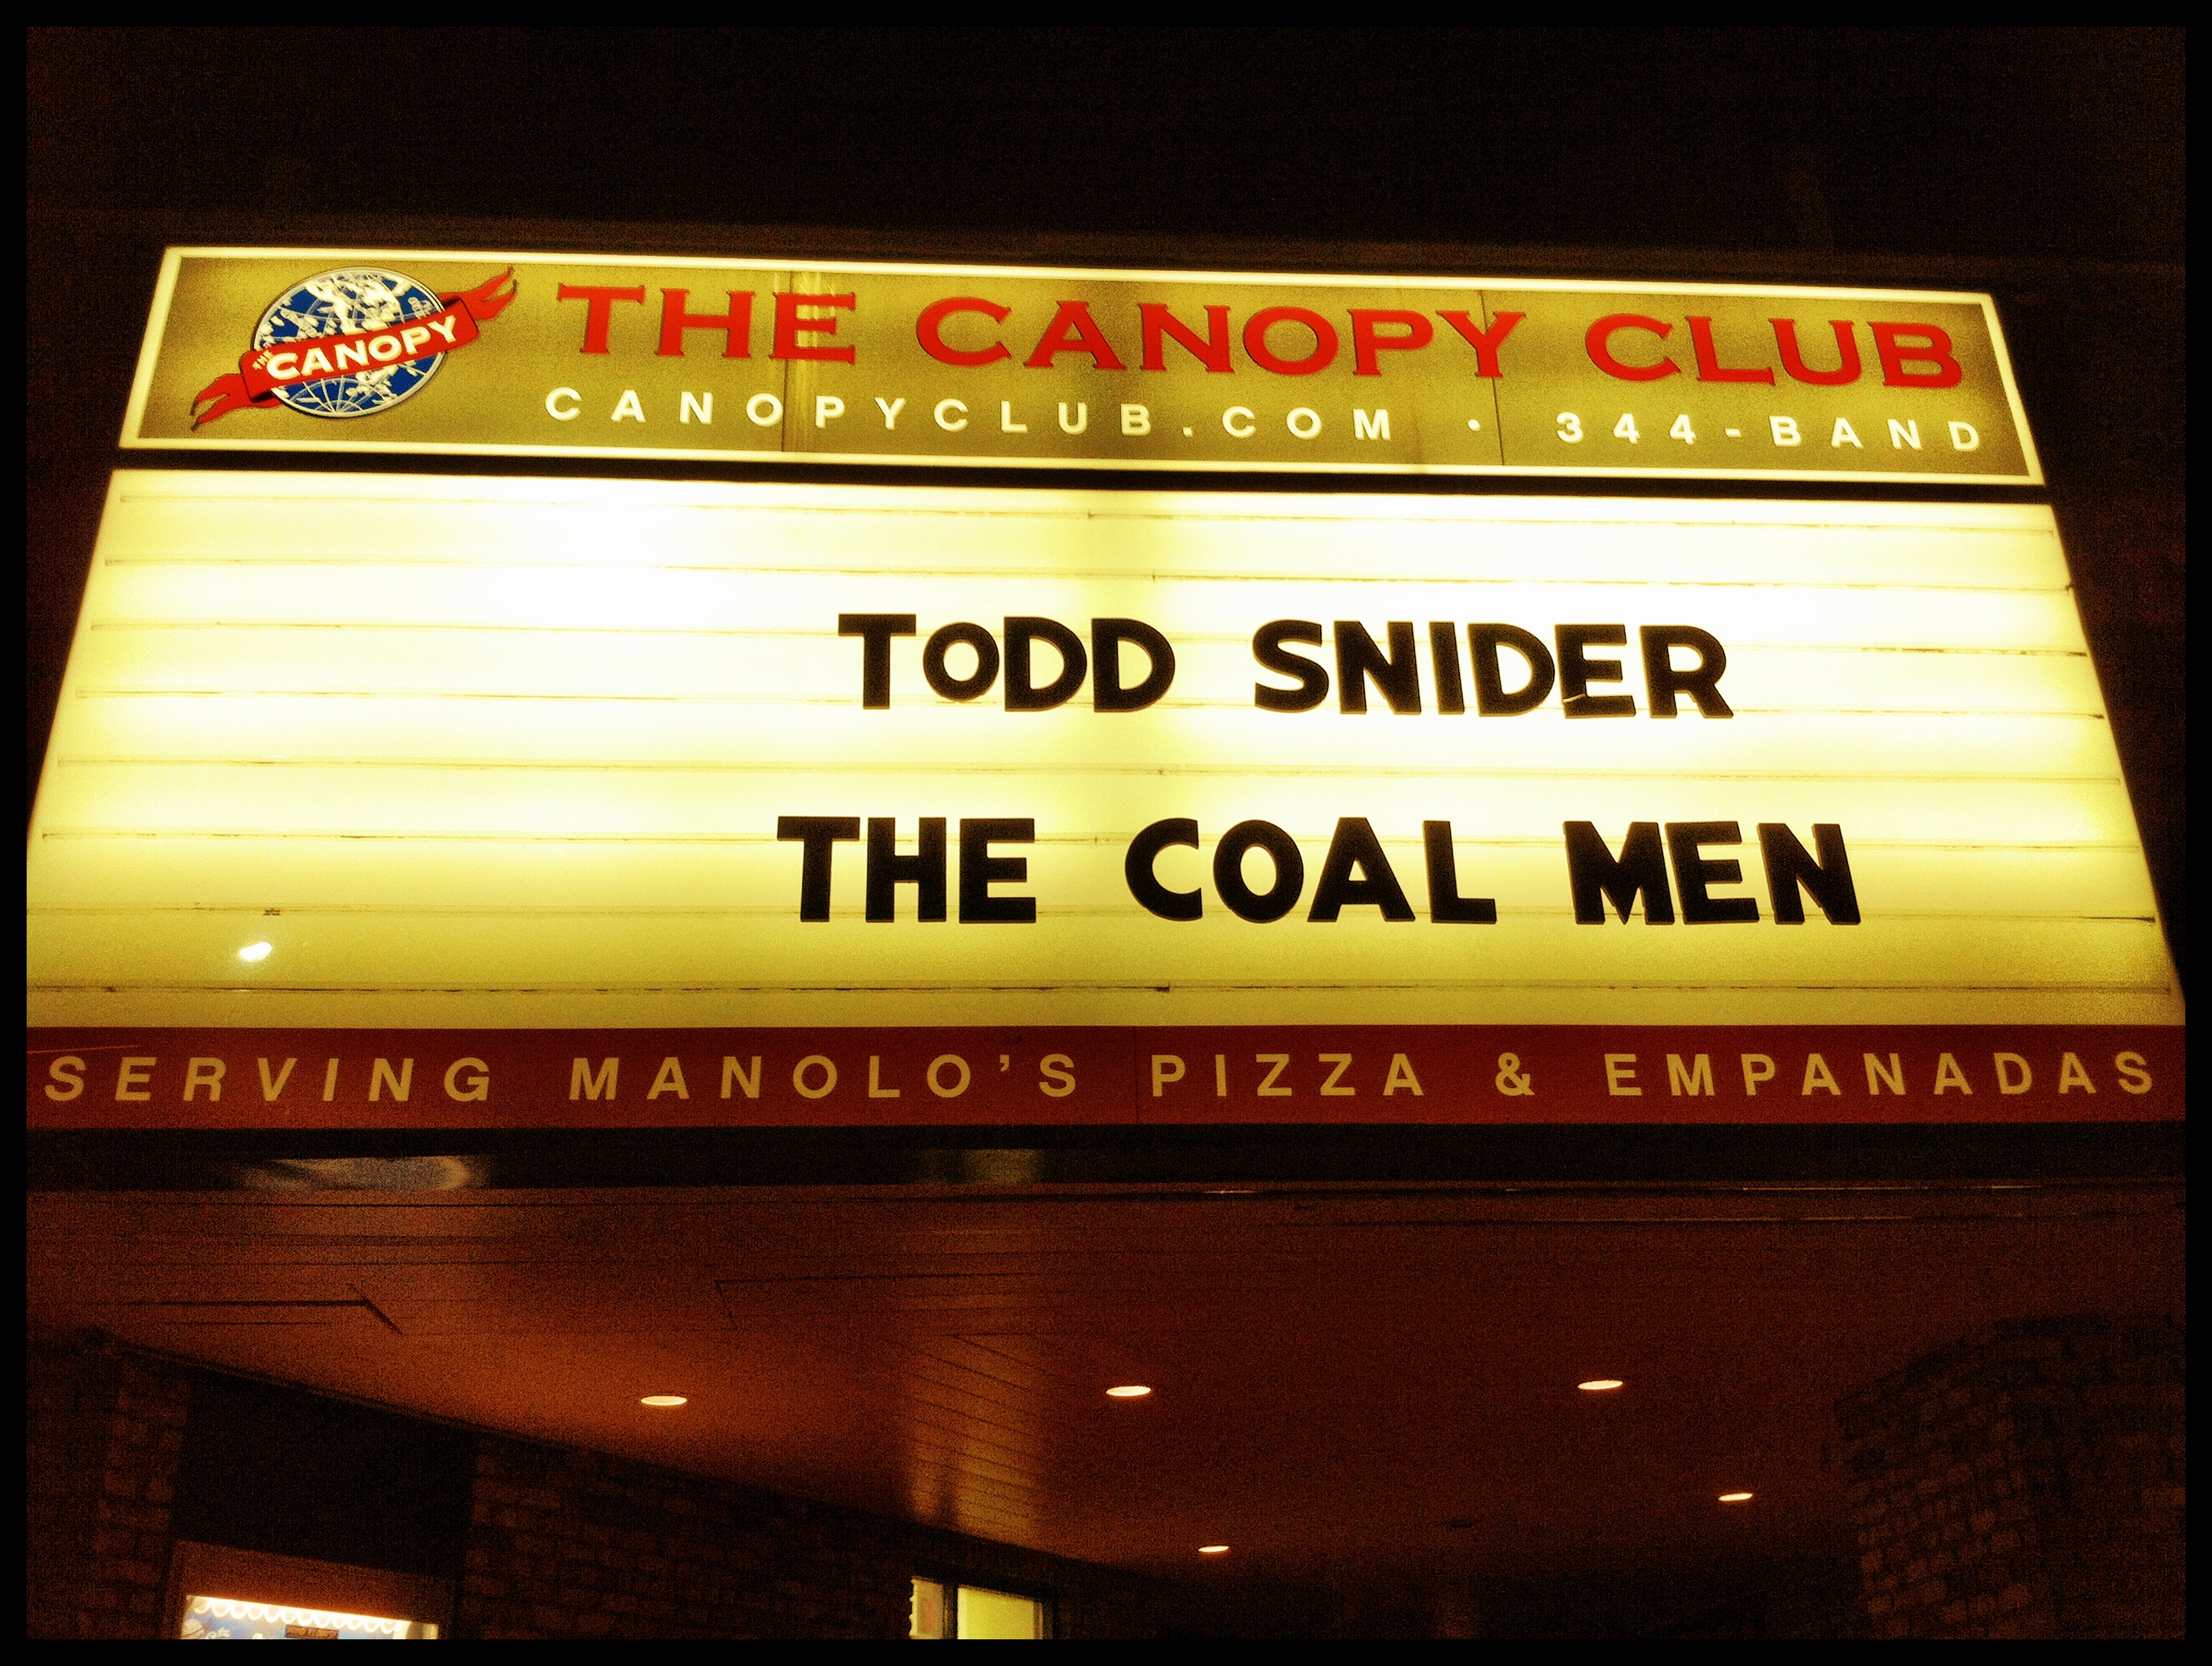 THE CANOPY
THE CANOPY CLUB
CANOPYCLUB.COM • 344-BAND
ToDD SNIDER
THE COAL MEN
SERVING MANOLO'S PIZZA & EMPANADAS